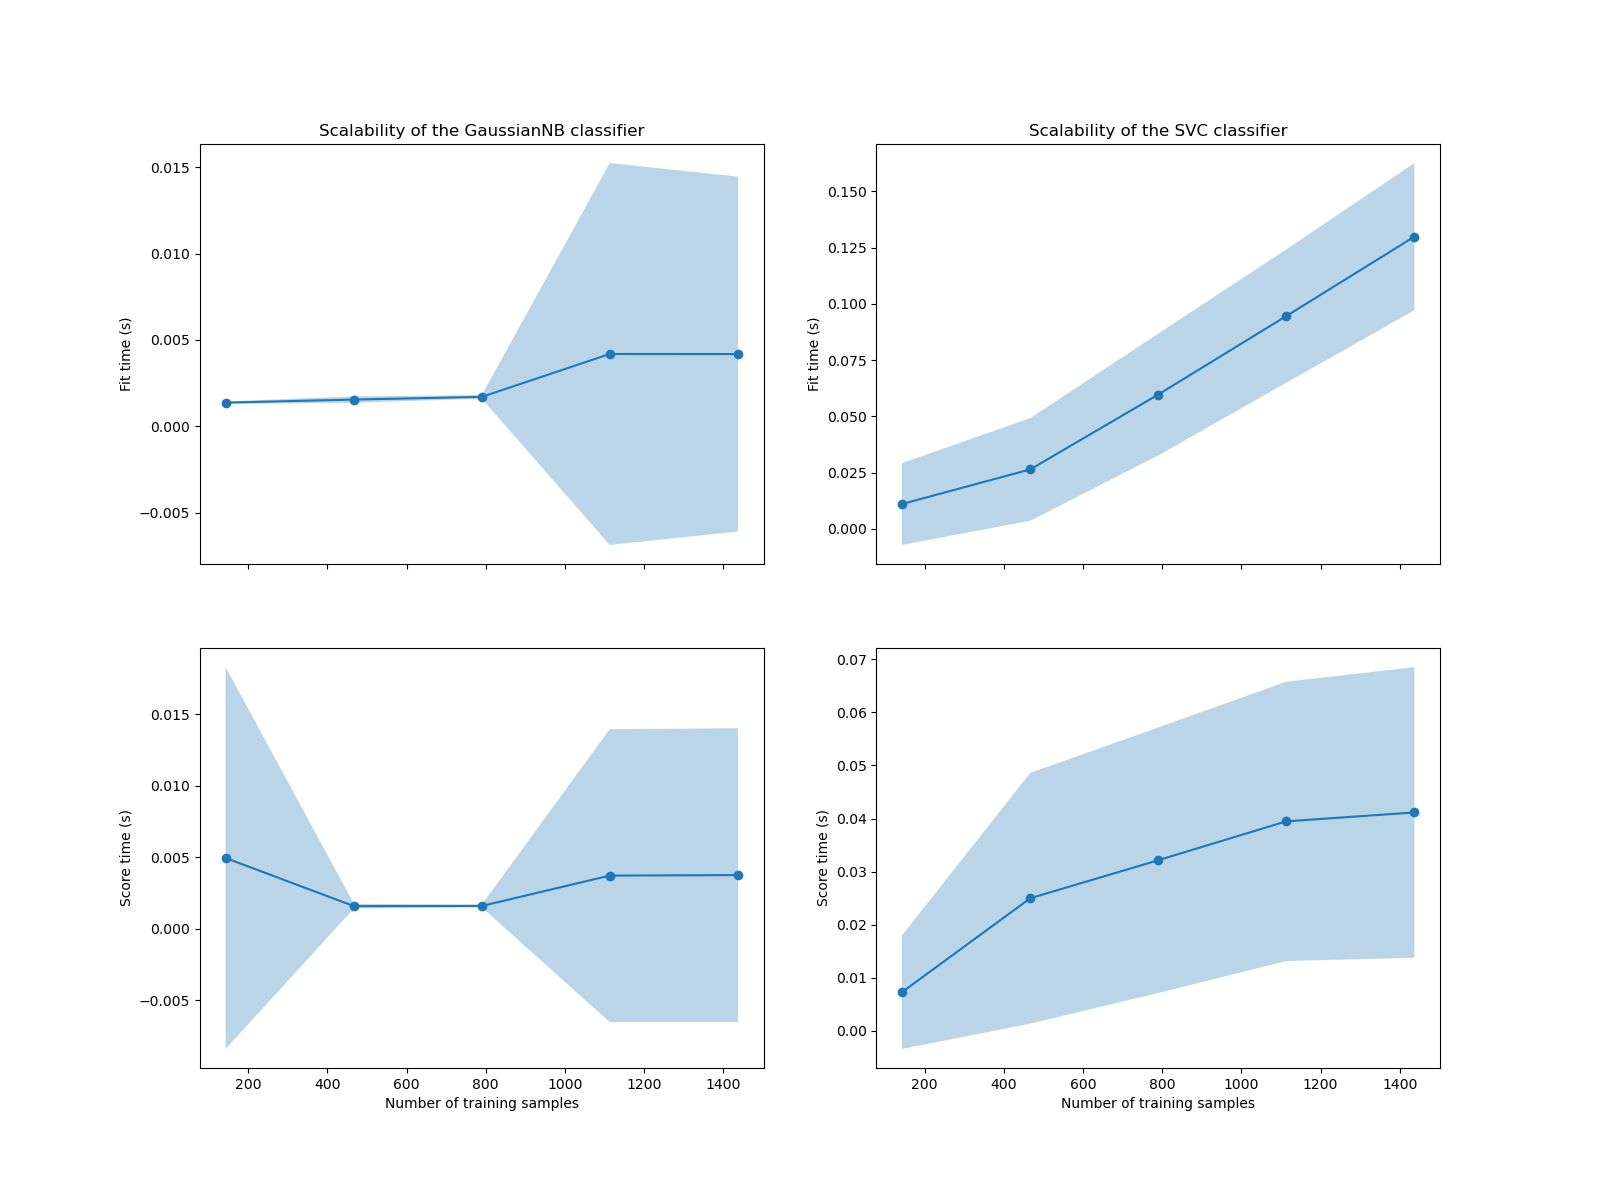 Scalability of the GaussianNB classifier
0.015
0.010
0.005
0.000
−0.005
Fit time (s)
Scalability of the SVC classifier
0.150
0.125
0.100
0.075
0.050
0.025
0.000
Fit time (s)
0.015
0.010
0.005
0.000
−0.005
Score time (s)
200 400 600 800 1000 1200 1400
Number of training samples
0.07
0.06
0.05
0.04
0.03
0.02
0.01
0.00
Score time (s)
200 400 600 800 1000 1200 1400
Number of training samples